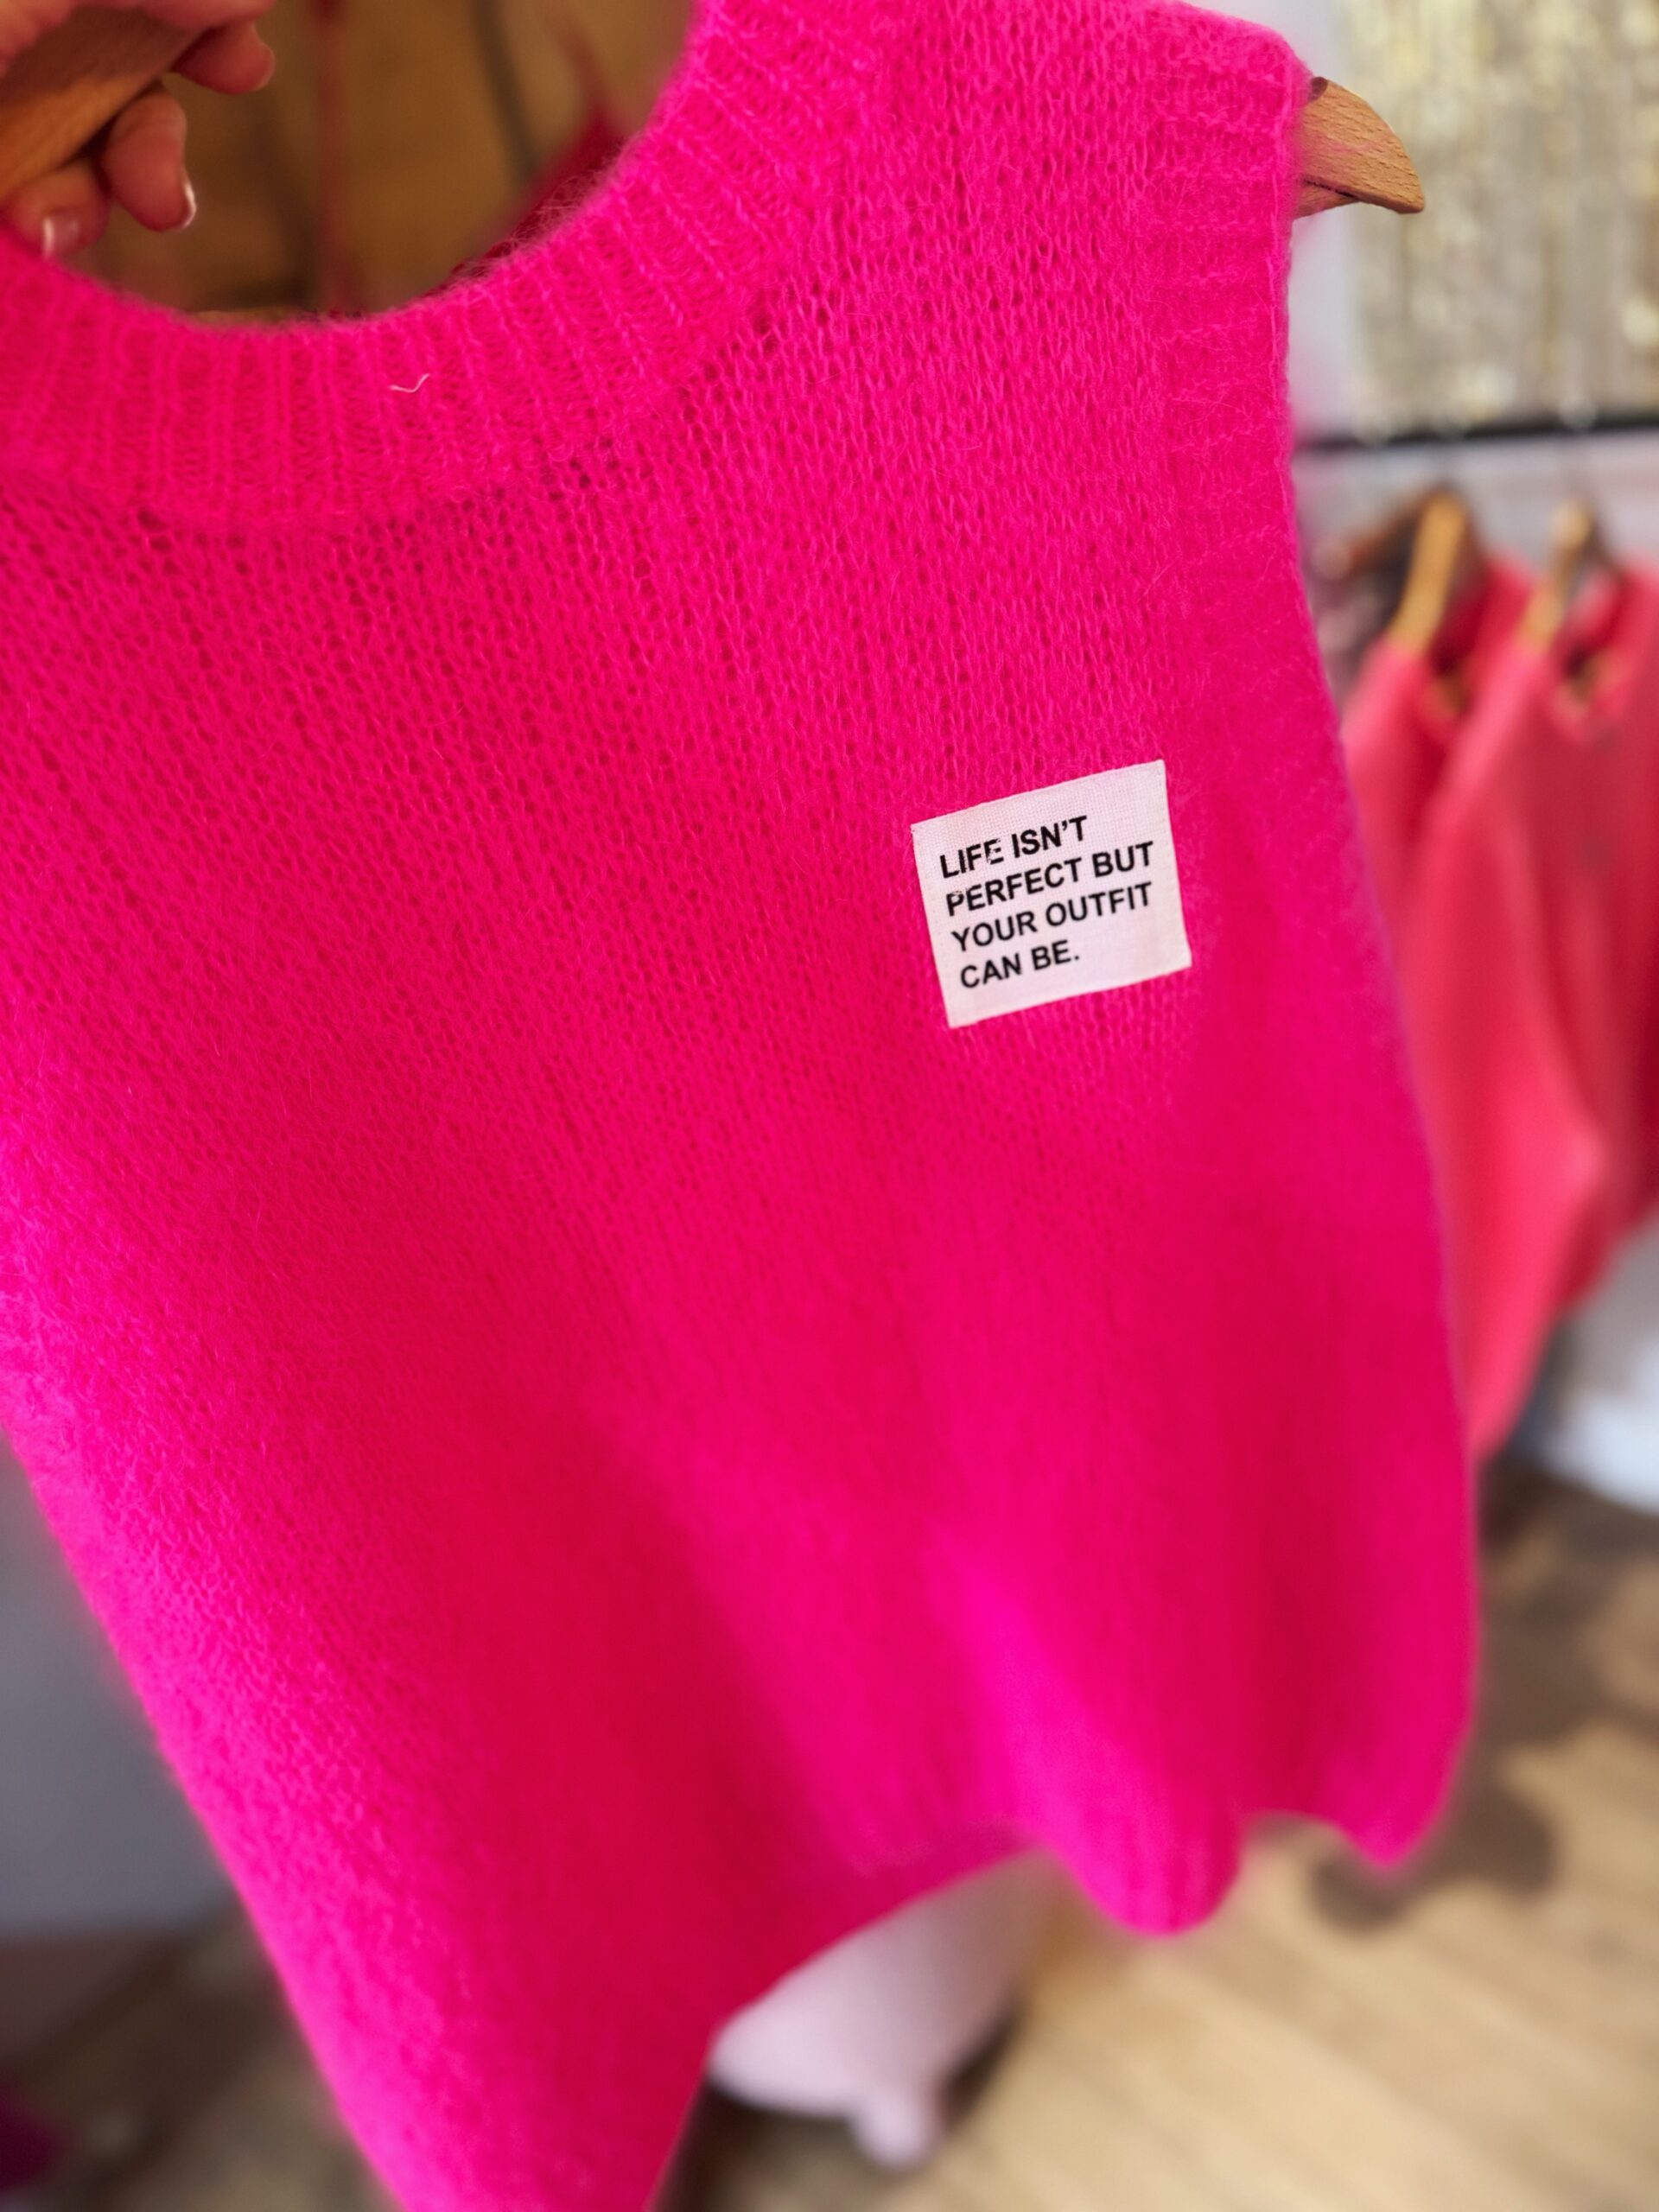 LIFE ISN'T
PERFECT BUT
YOUR OUTFIT
CAN BE.